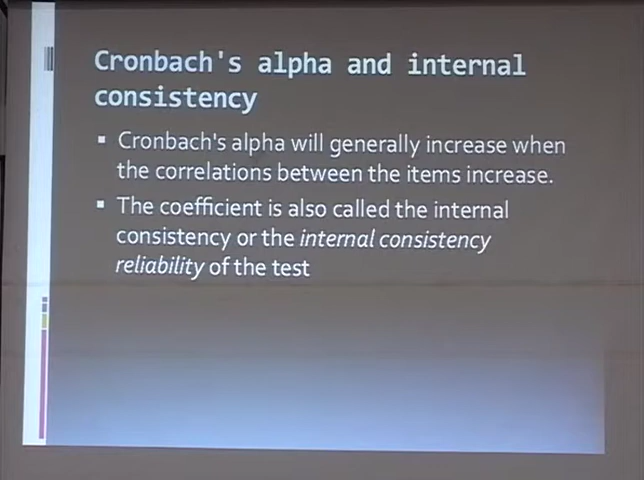 Cronbach's alpha and internal
consistency
▪ Cronbach's alpha will generally increase when
the correlations between the items increase.
▪ The coefficient is also called the internal
consistency or the internal consistency
reliability of the test